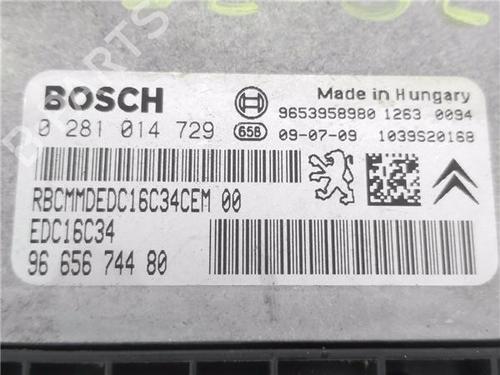 BOSCH
Made in Hungary
9653958980 1263 0094
0 281 014 729 656 09-07-09 1039S20168
RBCMMDEDC16C34CEM 00
EDC16C34
96 656 744 80